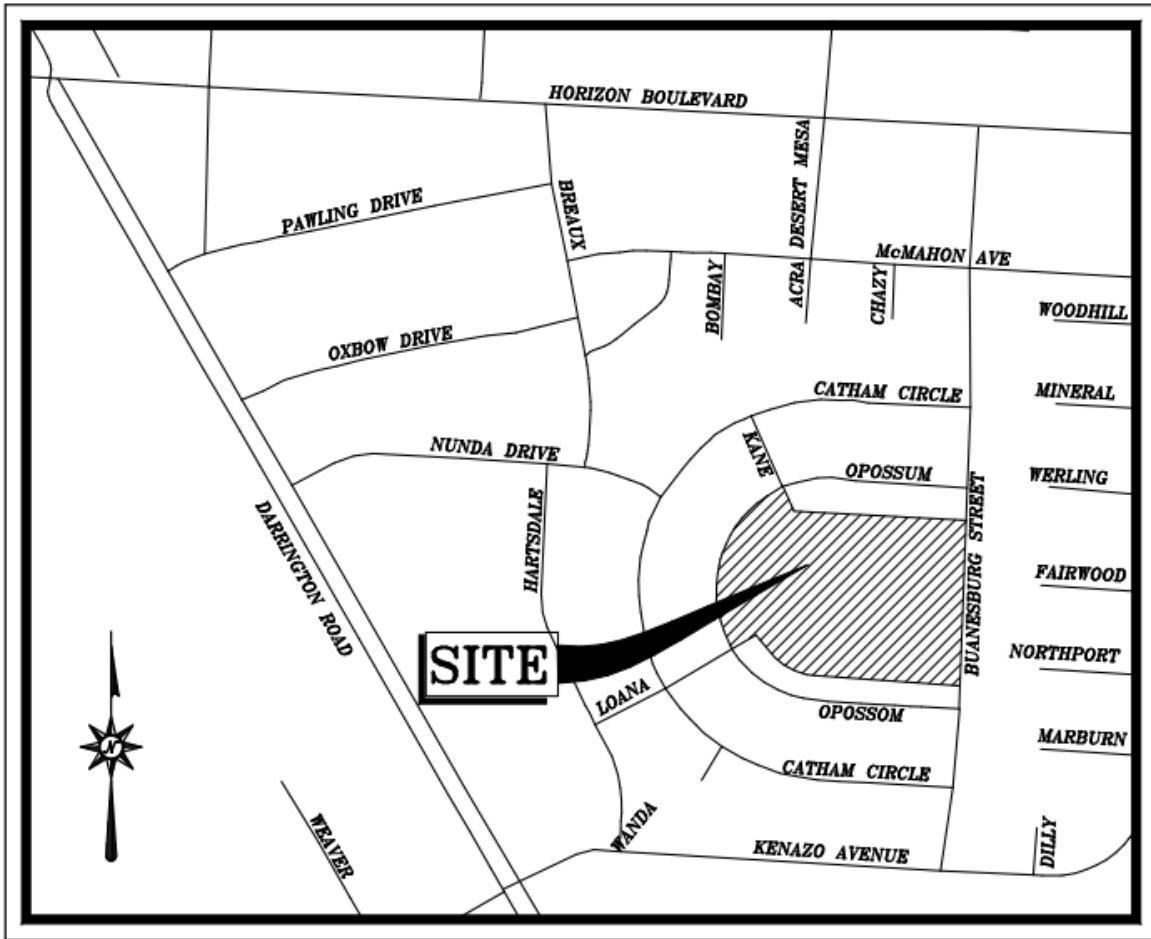 HORIZON BOULEVARD
ACRA DESERT MESA
BREAUX
PAWLING DRIVE
McMAHON AVE
BOMBAY
CHAZY
WOODHILL
OXBOW DRIVE
CATHAM CIRCLE
MINERAL
NUNDA DRIVE
KANE
OPOSSUM
WERLING
BUANESBURG STREET
HARTSDALE
DARRINGTON ROAD
FAIRWOOD
SITE
NORTHPORT
LOANA
OPOSSOM
MARBURN
N
CATHAM CIRCLE
WEAVER
WANDA
KENAZO AVENUE
DILLY